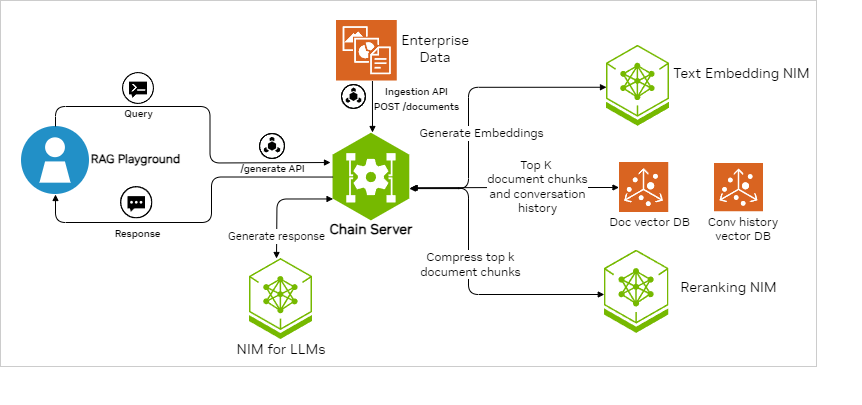 Enterprise
Data
Ingestion API
POST /documents
Text Embedding NIM
Query
Generate Embeddings
RAG Playground
/generate API
Top K
document chunks
and conversation
history
Doc vector DB
Conv history
vector DB
Response
Generate response
Chain Server
Compress top k
document chunks
Reranking NIM
NIM for LLMs